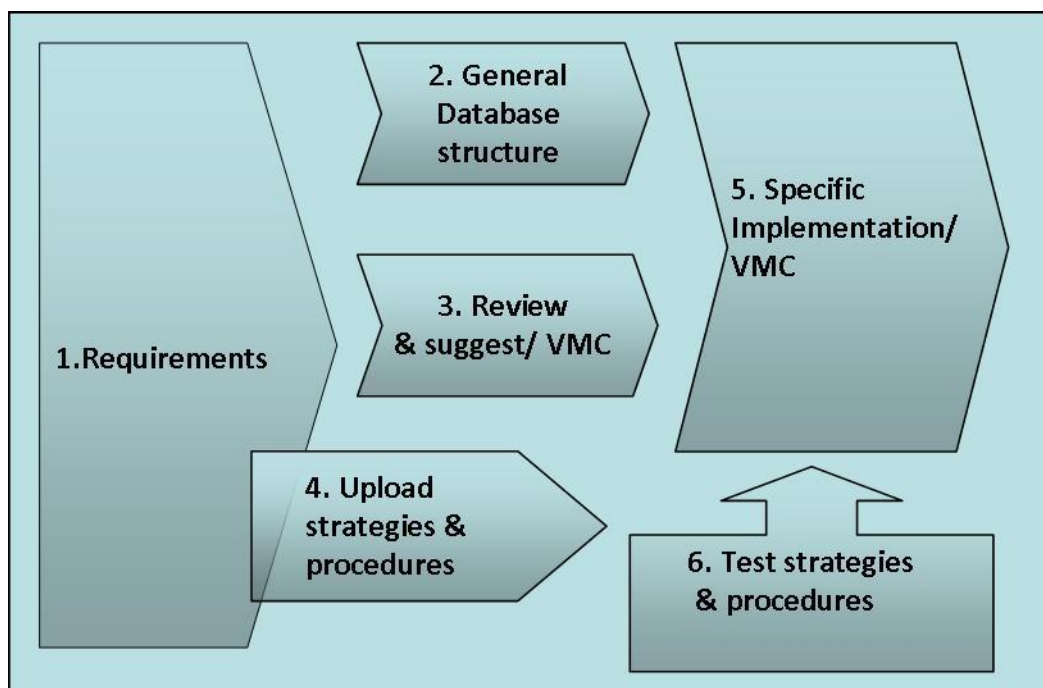 1.Requirements
2. General
Database
structure
3. Review
& suggest/ VMC
4. Upload
strategies &
procedures
5. Specific
Implementation/
VMC
6. Test strategies
& procedures